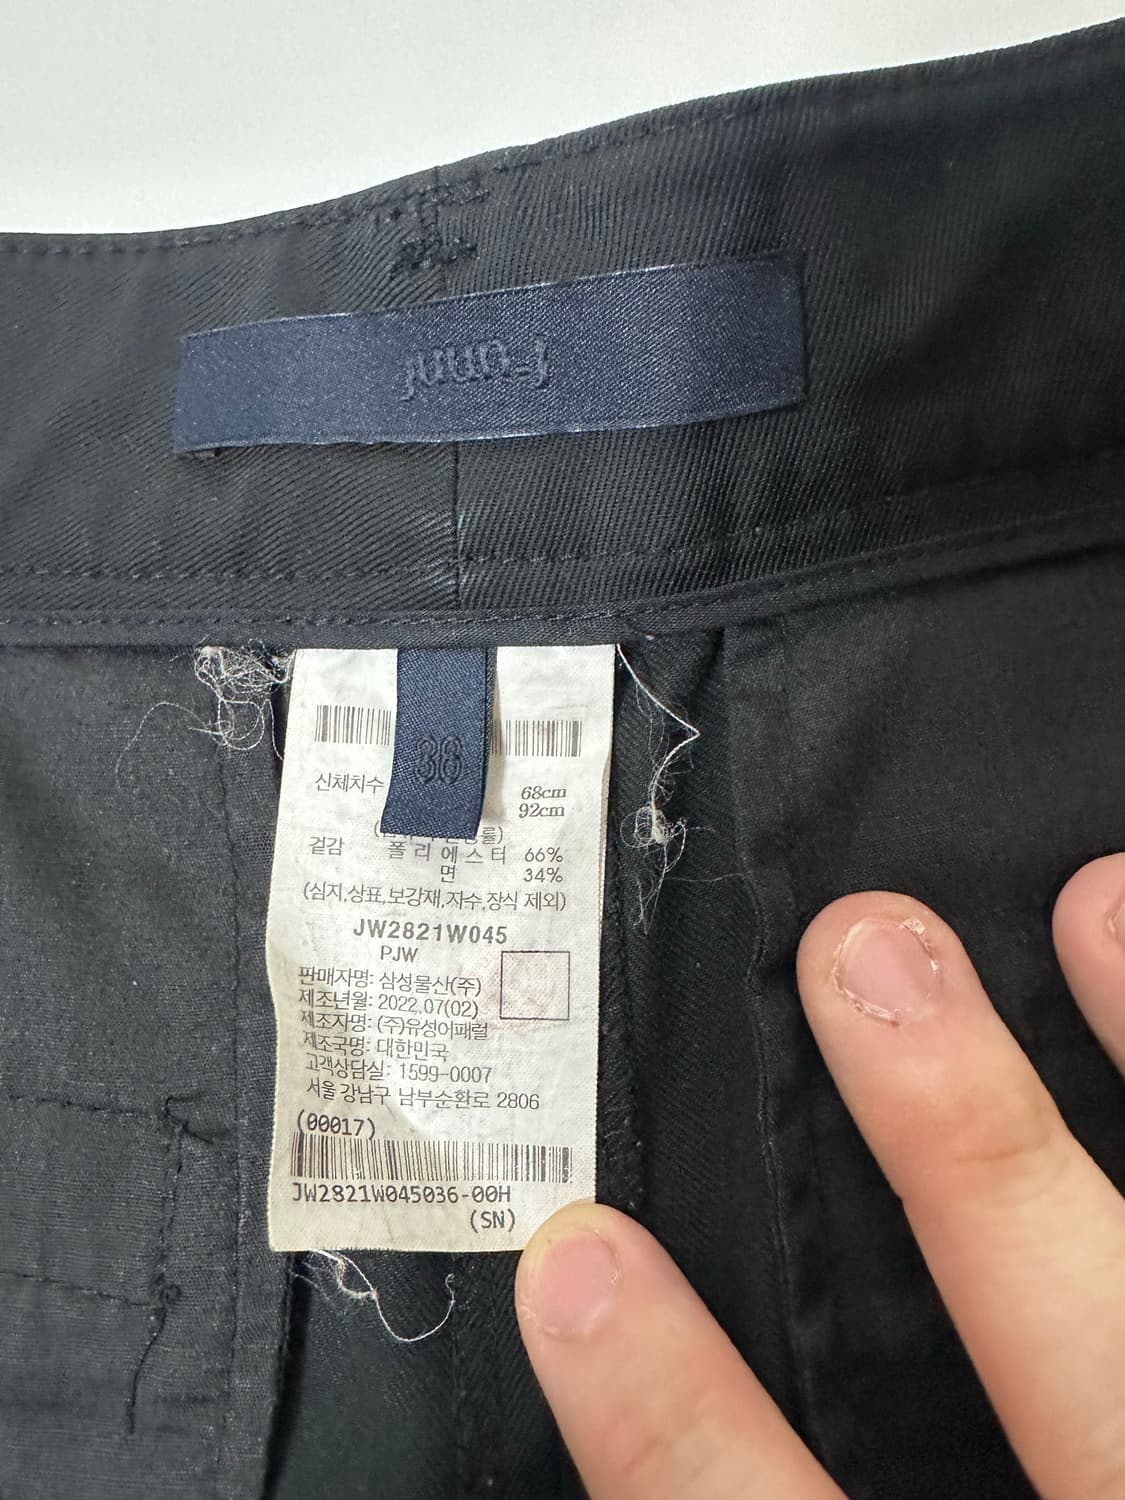 juun.j
36
신체치수
68cm
92cm
겉감 폴리에스터 66%
면 34%
(심지,상표,보강재,자수,장식 제외)
JW2821W045
PJW
판매자명: 삼성물산(주)
제조년월: 2022.07(02)
제조자명: (주)유성어패럴
제조국명: 대한민국
고객상담실: 1599-0007
서울 강남구 남부순환로 2806
(00017)
JW2821W045036-00H
(SN)